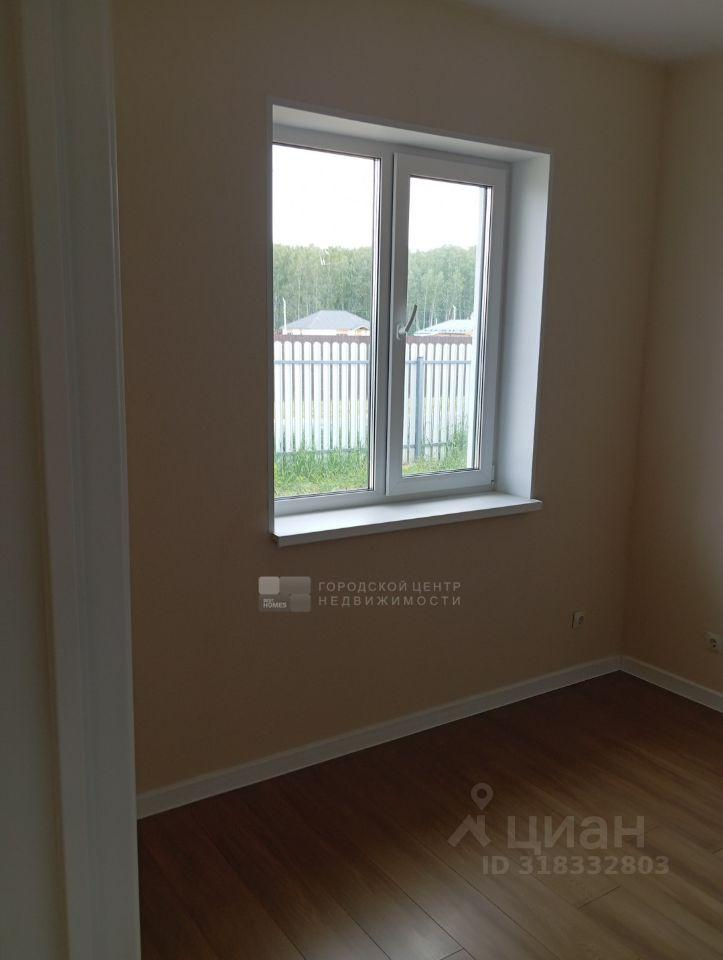 ГОРОДСКОЙ ЦЕНТР
НЕДВИЖИМОСТИ
HOMES
циан
ID 318332803